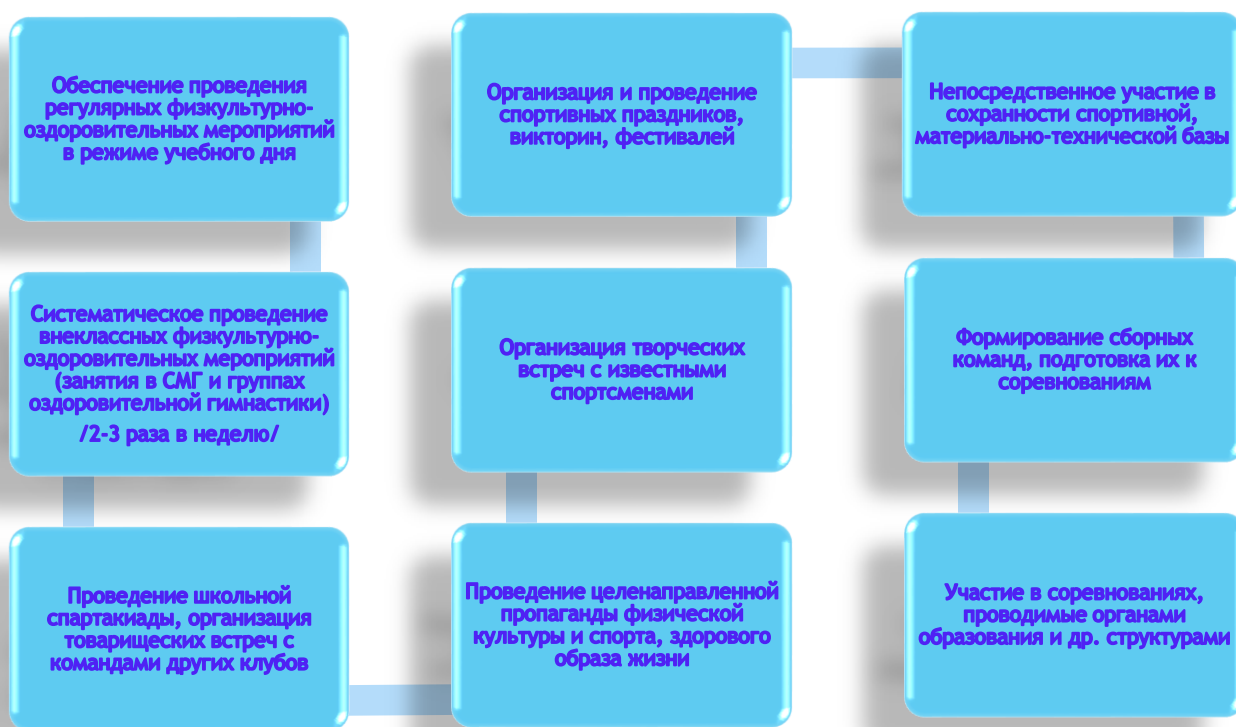 Обеспечение проведения
регулярных физкультурно-
оздоровительных мероприятий
в режиме учебного дня
Систематическое проведение
внеклассных физкультурно-
оздоровительных мероприятий
(занятия в СМГ и группах
оздоровительной гимнастики)
/2-3 раза в неделю/
Проведение школьной
спартакиады, организация
товарищеских встреч с
командами других клубов
Проведение целенаправленной
пропаганды физической
культуры и спорта, здорового
образа жизни
Организация творческих
встреч с известными
спортсменами
Организация и проведение
спортивных праздников,
викторин, фестивалей
Непосредственное участие в
сохранности спортивной,
материально-технической базы
Формирование сборных
команд, подготовка их к
соревнованиям
Участие в соревнованиях,
проводимые органами
образования и др. структурами